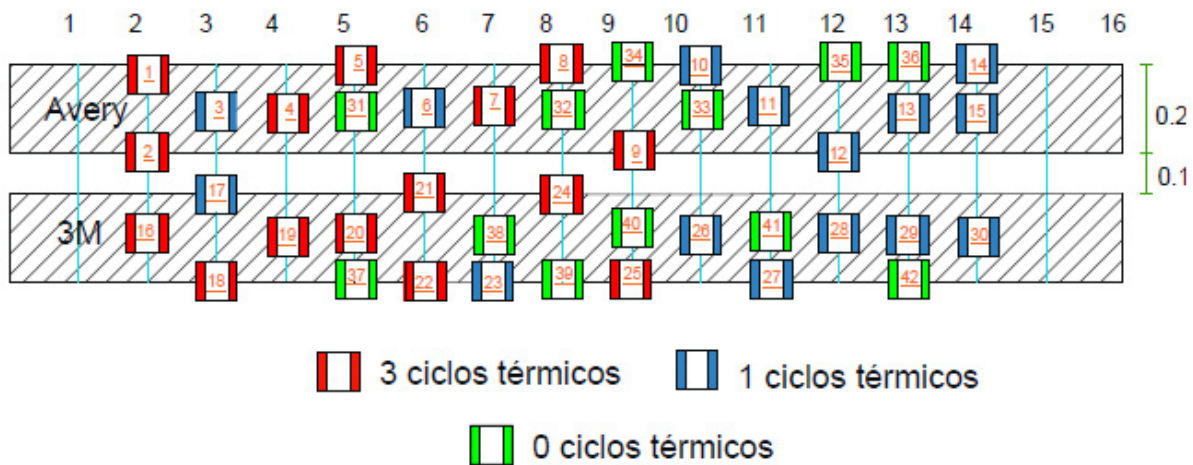 1 2 3 4 5 6 7 8 9 10 11 12 13 14 15 16
1 5 8 34 10 35 36 14
Avery 3 4 31 6 7 32 33 11 13 15 0.2
2 9 12
17 21 24 0.1
3M 16 19 20 38 40 26 41 28 29 30
18 37 22 23 39 25 27 42
3 ciclos térmicos 1 ciclos térmicos
0 ciclos térmicos